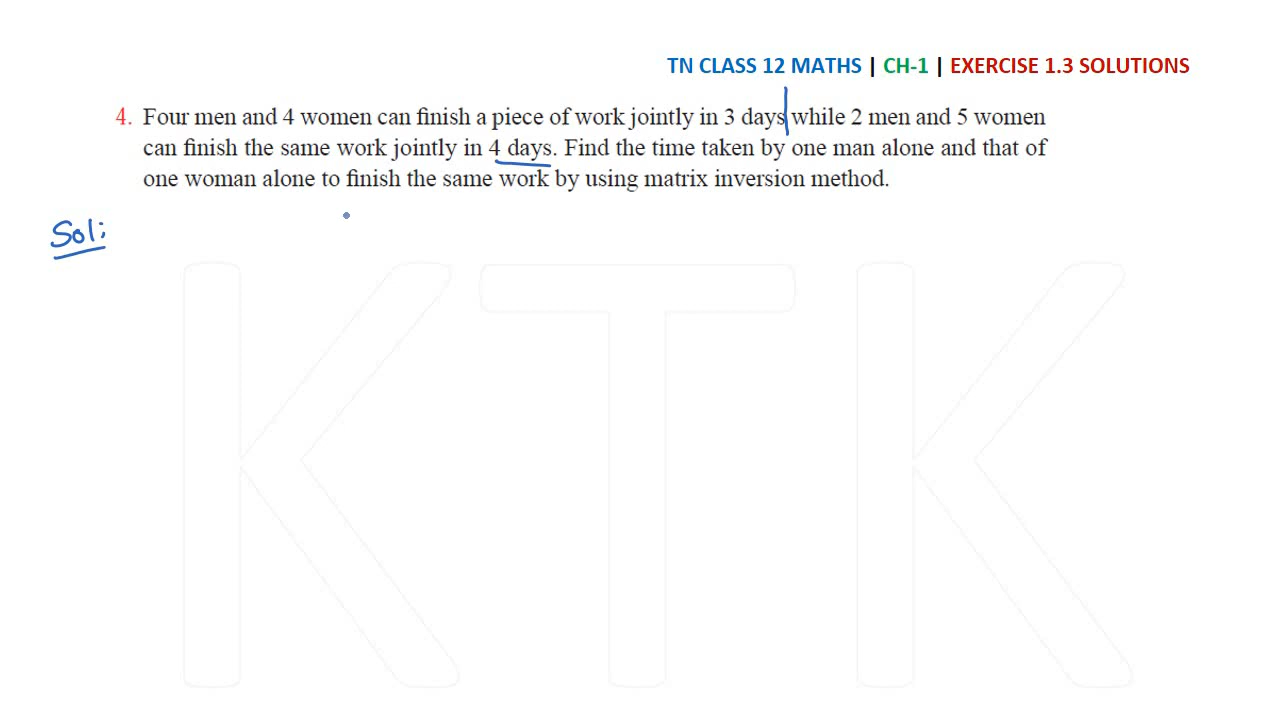 TN CLASS 12 MATHS | CH-1 | EXERCISE 1.3 SOLUTIONS
4. Four men and 4 women can finish a piece of work jointly in 3 days while 2 men and 5 women
can finish the same work jointly in 4 days. Find the time taken by one man alone and that of
one woman alone to finish the same work by using matrix inversion method.
Sol:
KTK